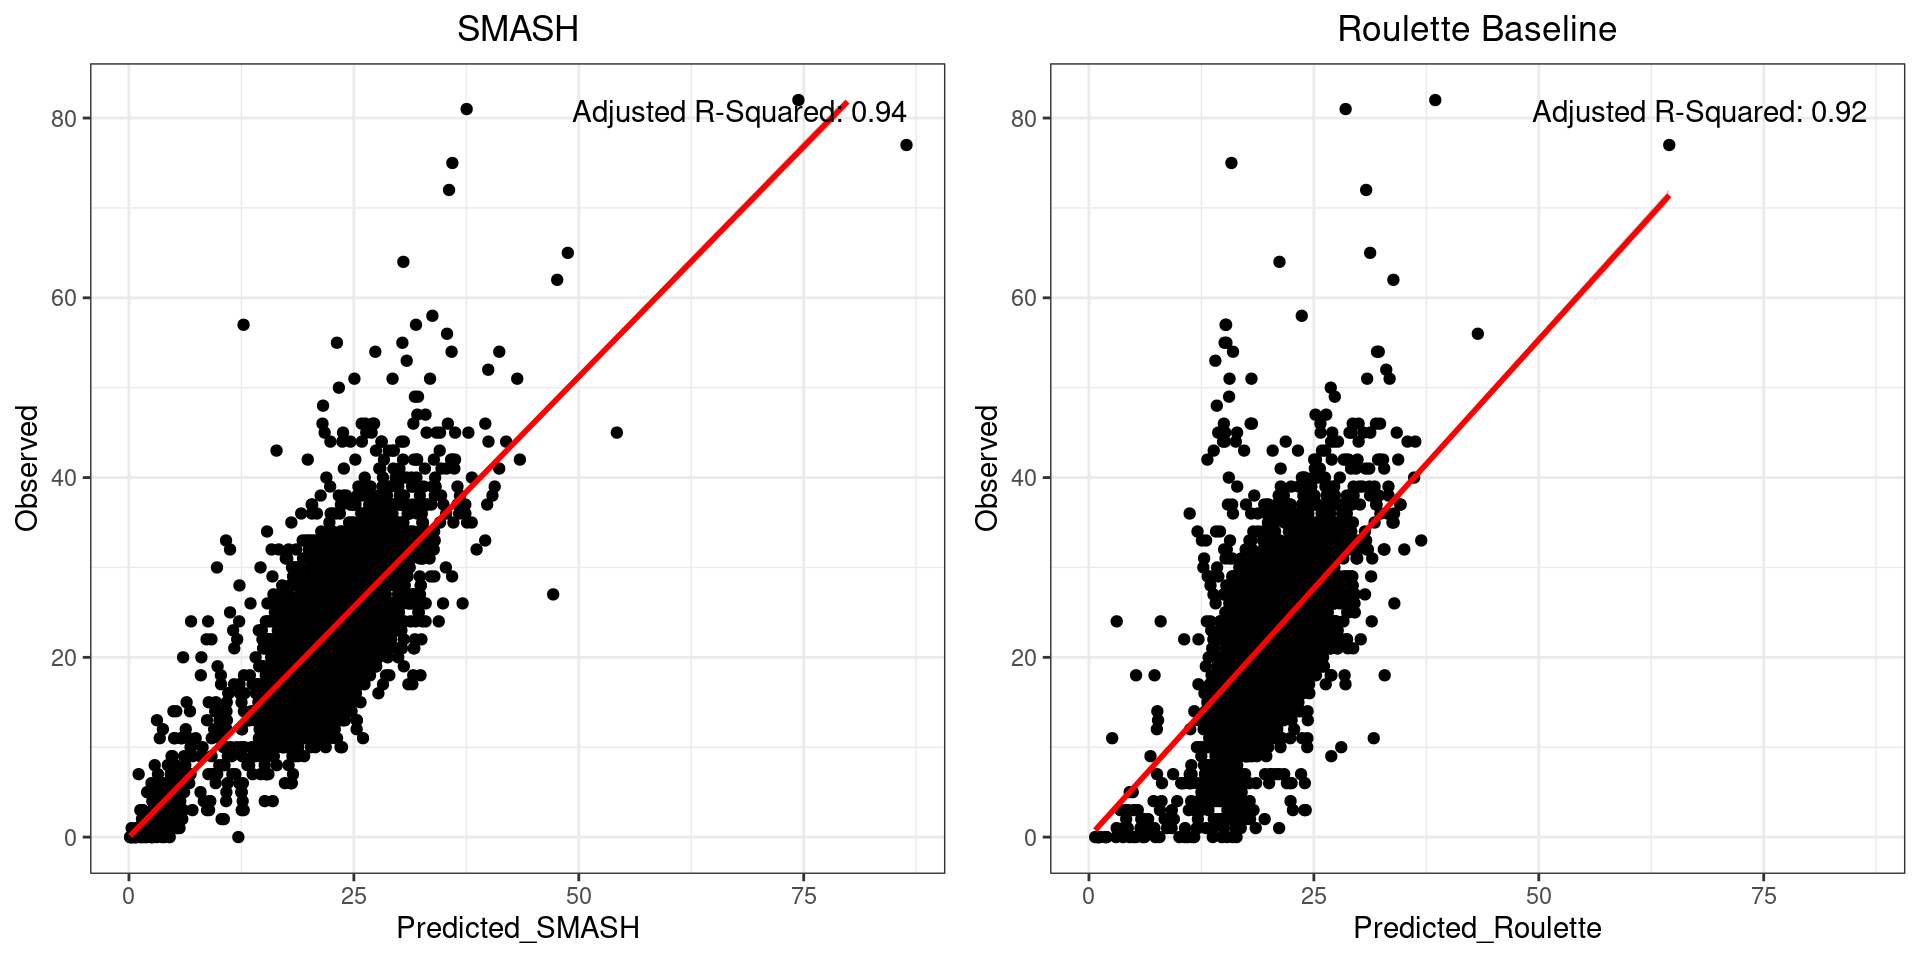 SMASH
Adjusted R-Squared: 0.94
80
60
40
20
0
Observed
0 25 50 75
Predicted_SMASH
Roulette Baseline
Adjusted R-Squared: 0.92
80
60
40
20
0
Observed
0 25 50 75
Predicted_Roulette